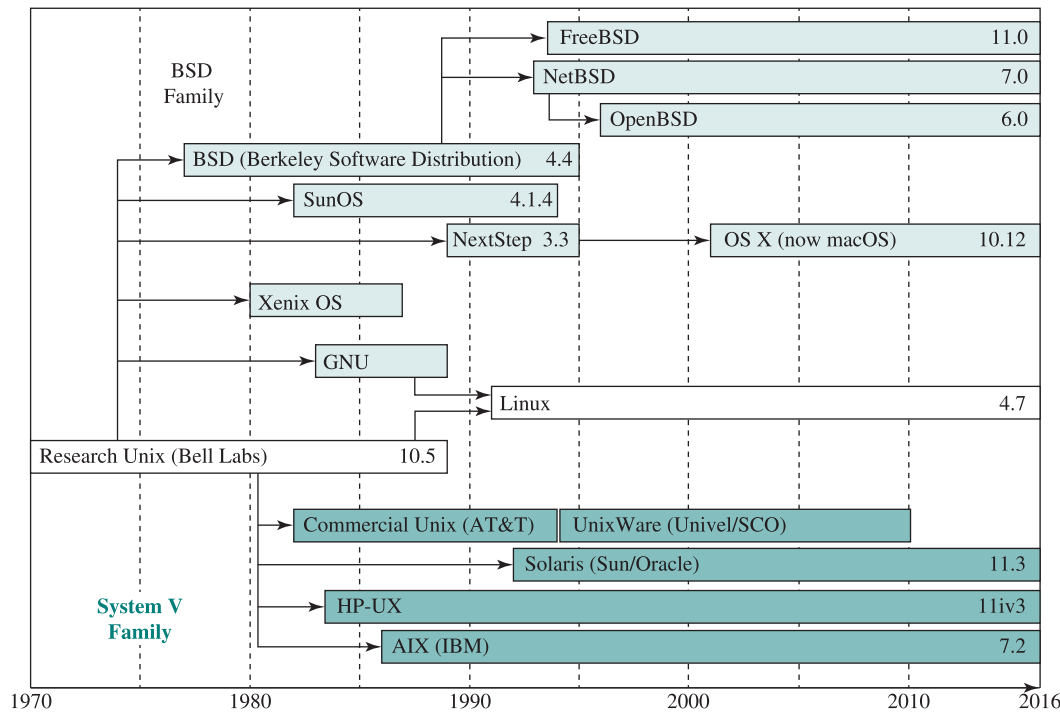 FreeBSD 11.0
BSD
Family
NetBSD 7.0
OpenBSD 6.0
BSD (Berkeley Software Distribution) 4.4
SunOS 4.1.4
NextStep 3.3
OS X (now macOS) 10.12
Xenix OS
GNU
Linux 4.7
Research Unix (Bell Labs) 10.5
Commercial Unix (AT&T)
UnixWare (Univel/SCO)
Solaris (Sun/Oracle) 11.3
System V
Family
HP-UX 11iv3
AIX (IBM) 7.2
1970 1980 1990 2000 2010 2016